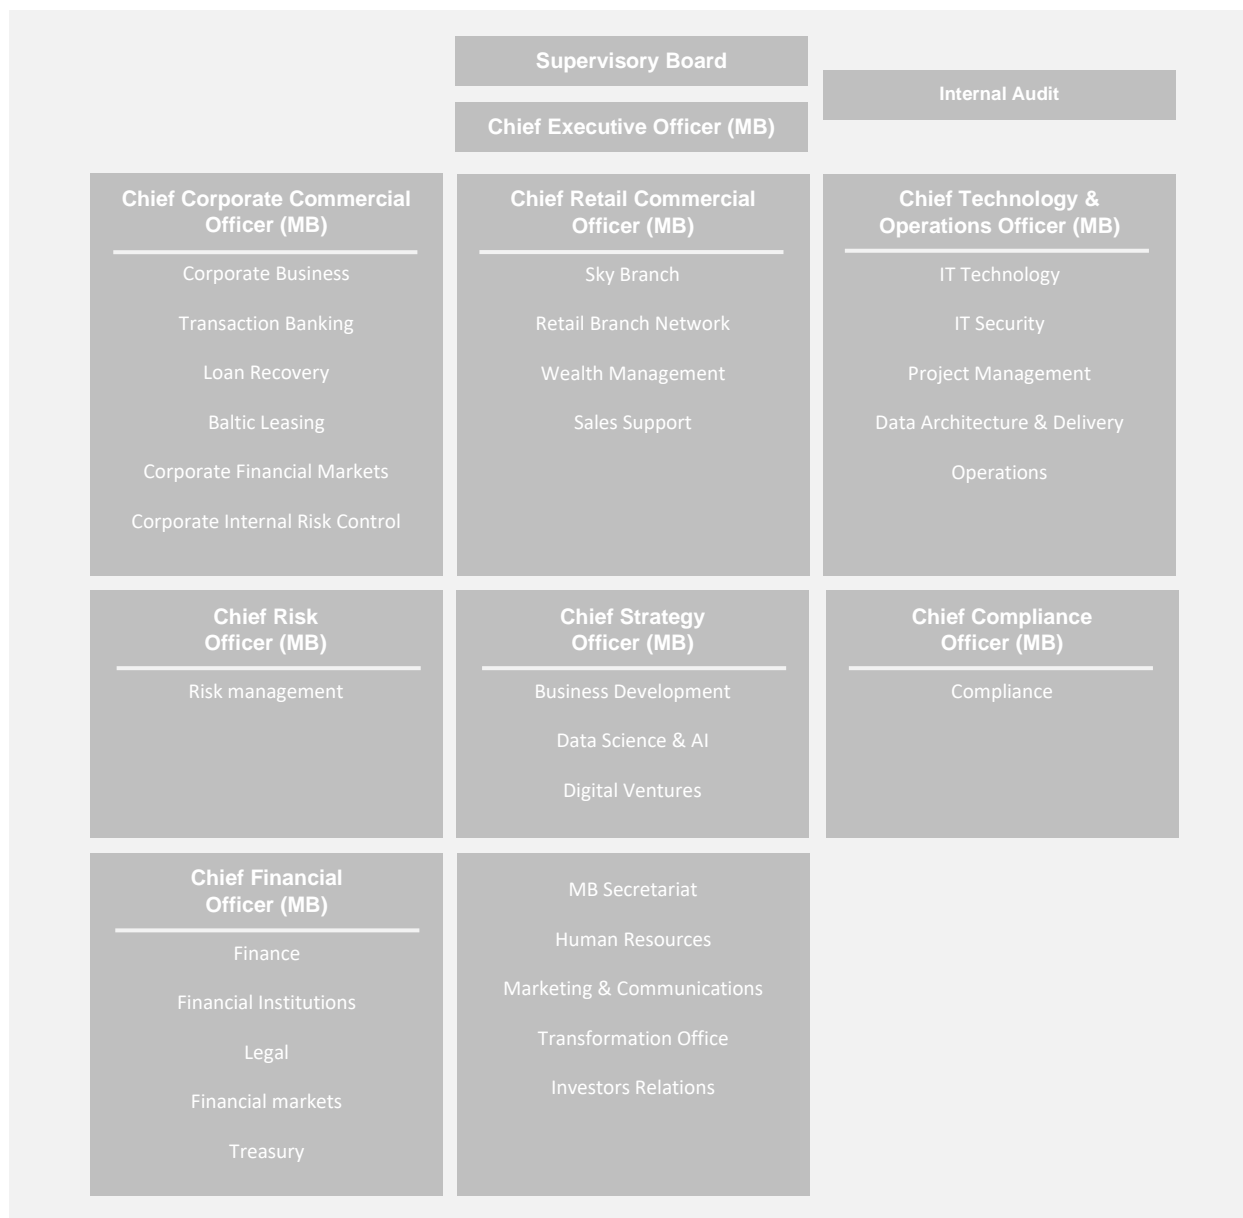 Supervisory Board
Internal Audit
Chief Executive Officer (MB)
Chief Corporate Commercial
Officer (MB)
Corporate Business
Transaction Banking
Loan Recovery
Baltic Leasing
Corporate Financial Markets
Corporate Internal Risk Control
Chief Retail Commercial
Officer (MB)
Sky Branch
Retail Branch Network
Wealth Management
Sales Support
Chief Technology &
Operations Officer (MB)
IT Technology
IT Security
Project Management
Data Architecture & Delivery
Operations
Chief Risk
Officer (MB)
Risk management
Chief Strategy
Officer (MB)
Business Development
Data Science & AI
Digital Ventures
Chief Compliance
Officer (MB)
Compliance
Chief Financial
Officer (MB)
Finance
Financial Institutions
Legal
Financial markets
Treasury
MB Secretariat
Human Resources
Marketing & Communications
Transformation Office
Investors Relations